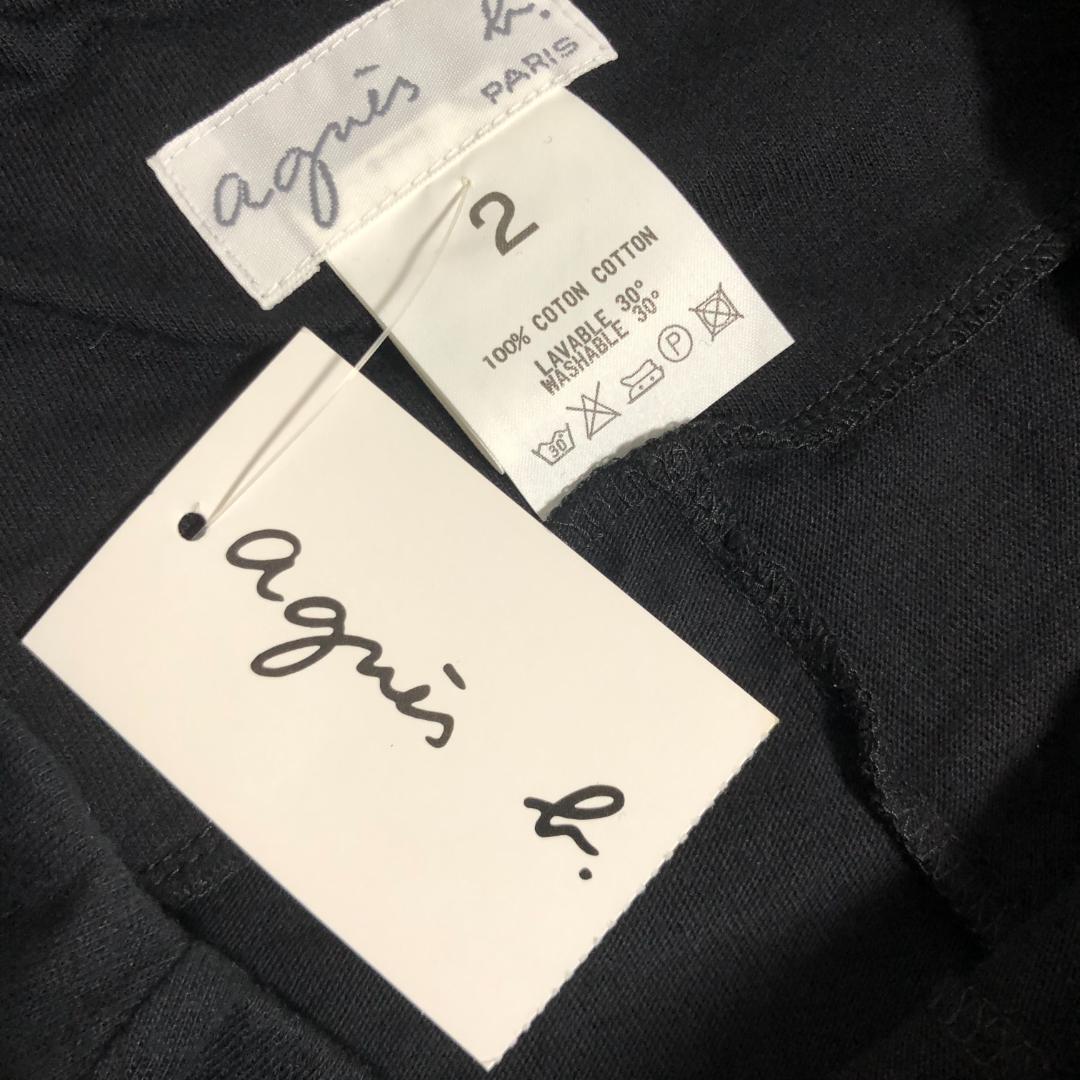 agnès b.
PARIS
2
100% COTON COTTON
LAVABLE 30°
WASHABLE 30°
30° P
agnès b.